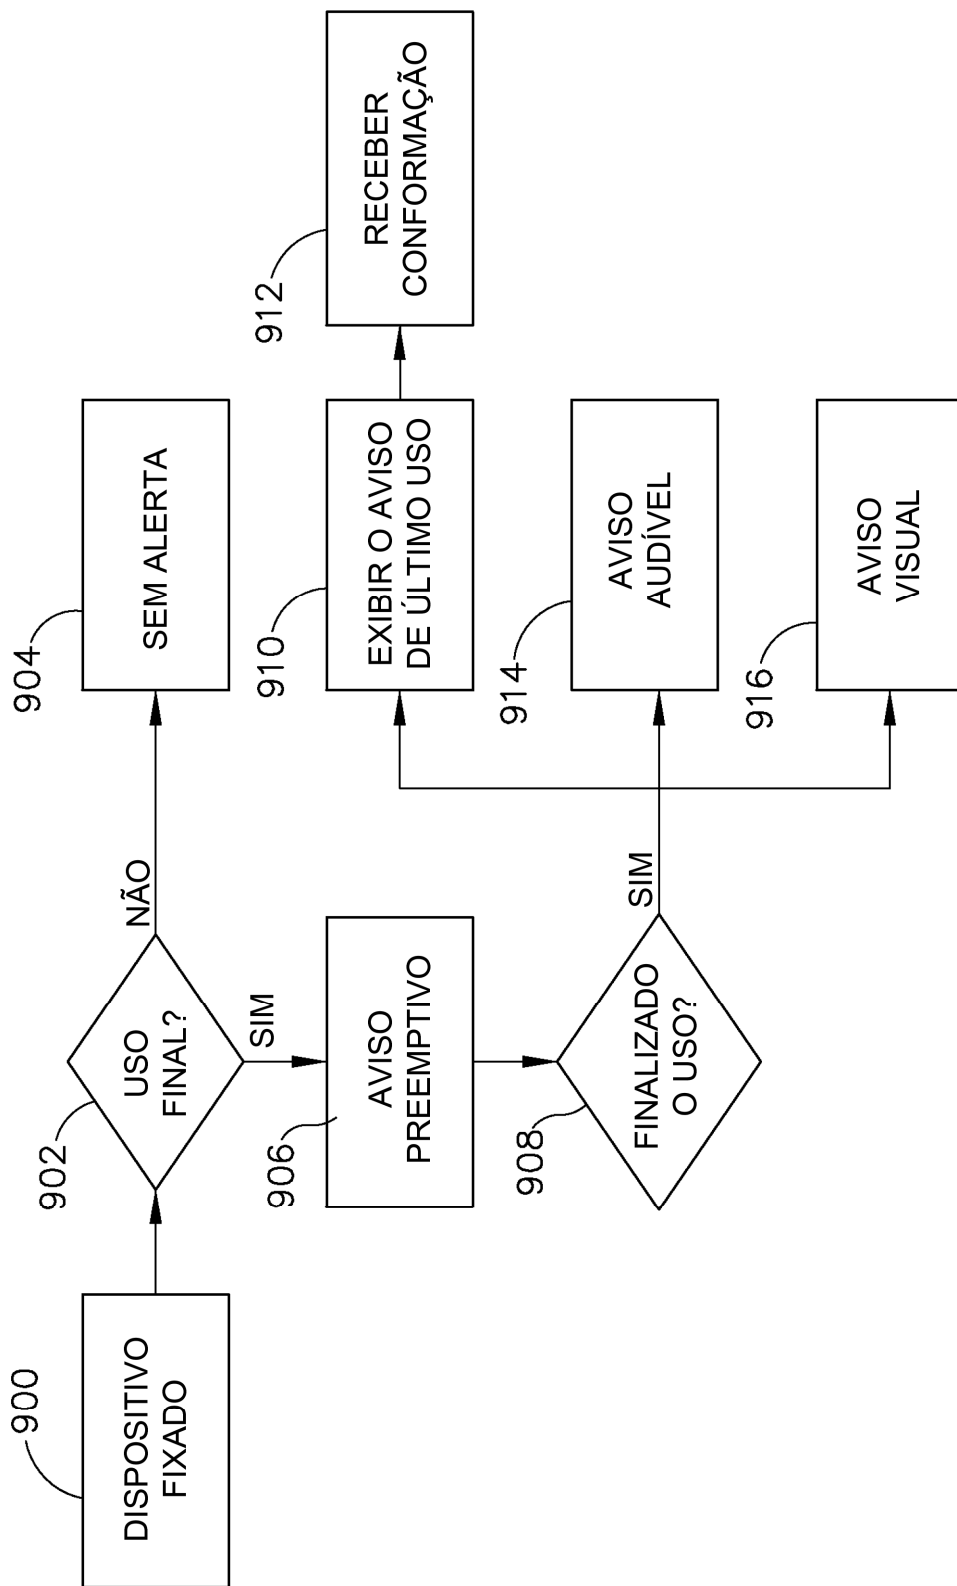 900
DISPOSITIVO
FIXADO
902
USO
FINAL?
NÃO
904
SEM ALERTA
SIM
906
AVISO
PREEMPTIVO
908
FINALIZADO
O USO?
SIM
910
EXIBIR O AVISO
DE ÚLTIMO USO
912
RECEBER
CONFORMAÇÃO
914
AVISO
AUDÍVEL
916
AVISO
VISUAL